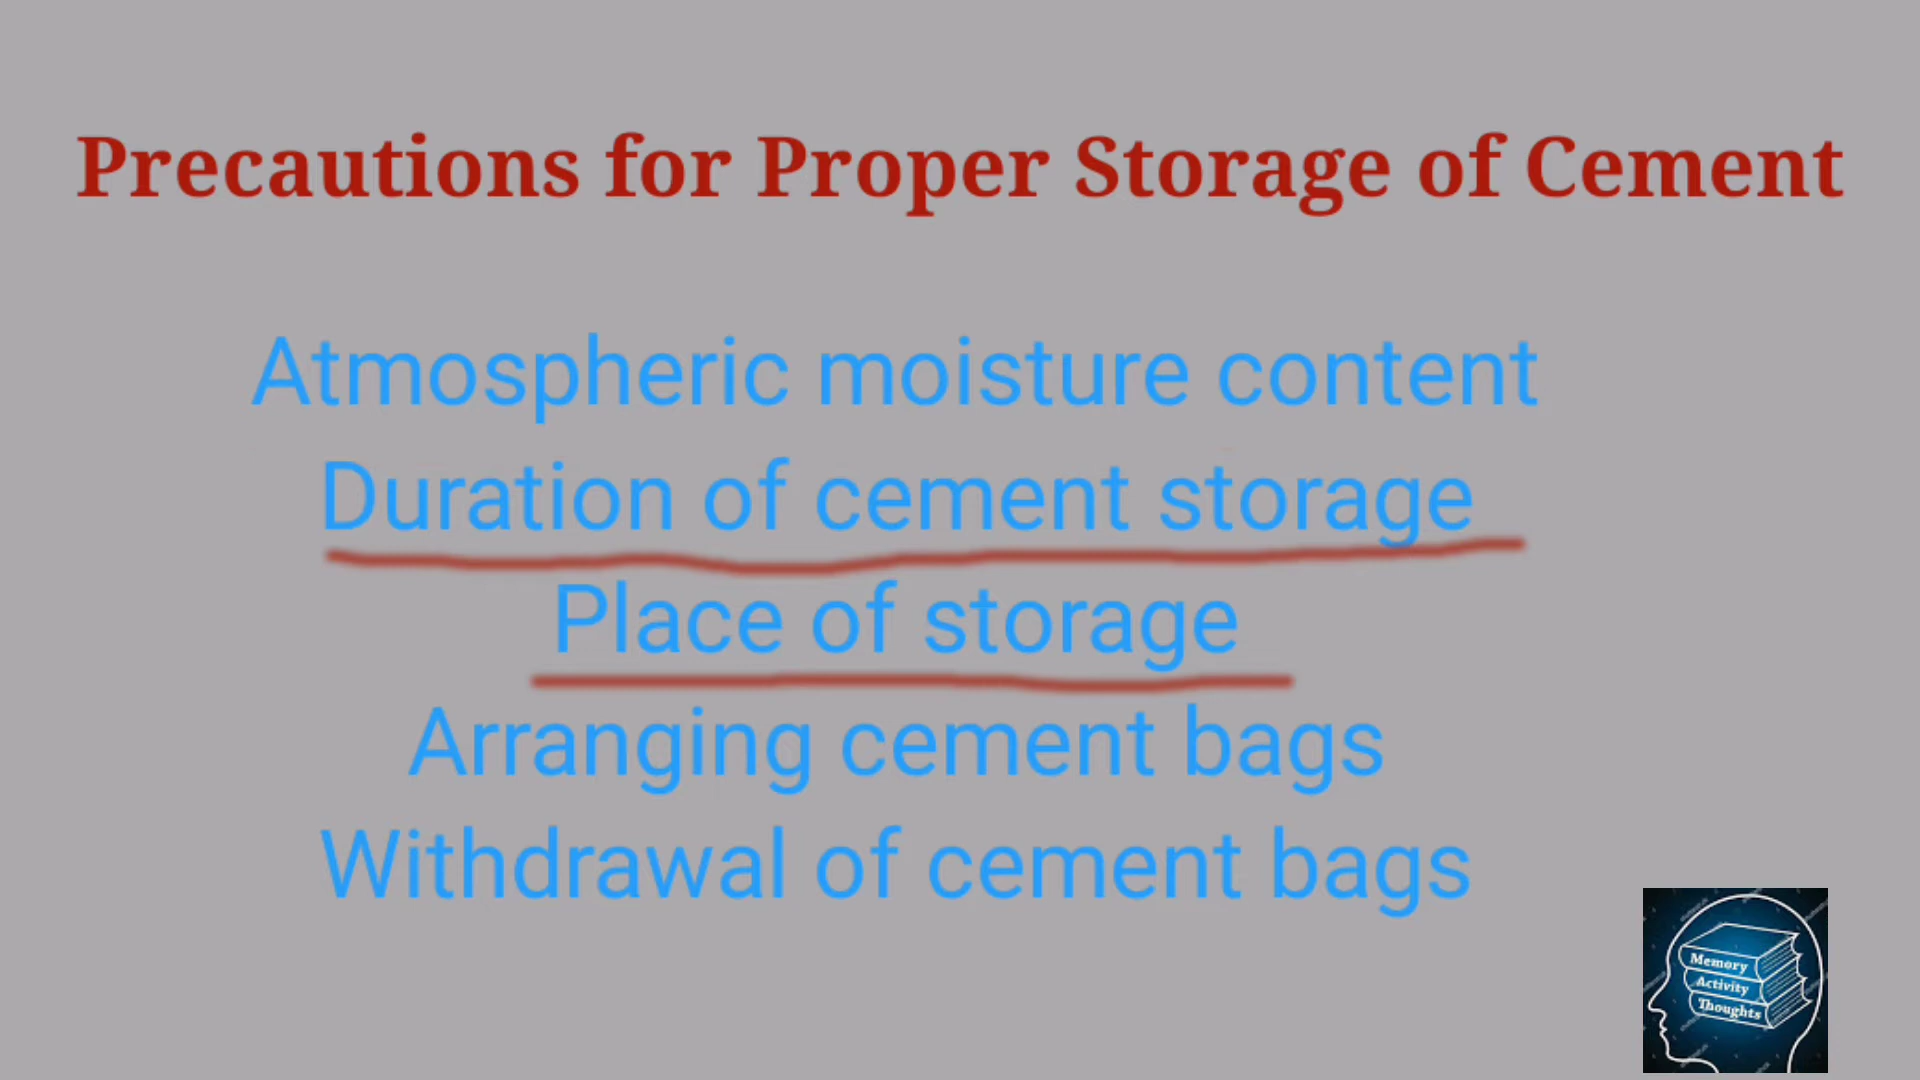 Precautions for Proper Storage of Cement
Atmospheric moisture content
Duration of cement storage
Place of storage
Arranging cement bags
Withdrawal of cement bags
Memory
Activity
Thoughts